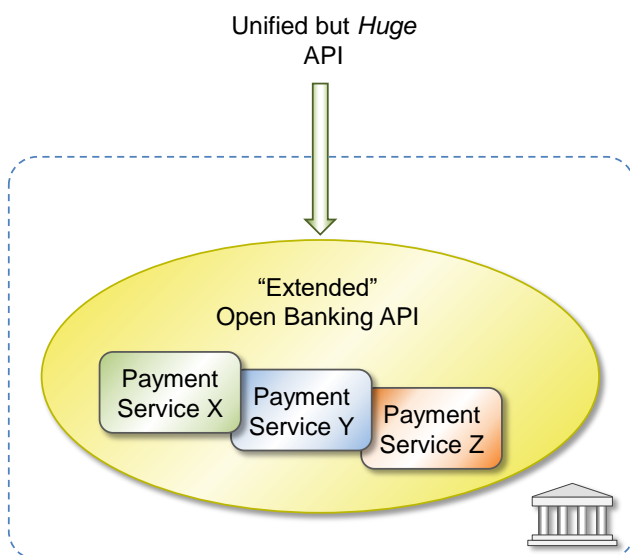 Unified but Huge
API
“Extended”
Open Banking API
Payment
Service X
Payment
Service Y
Payment
Service Z